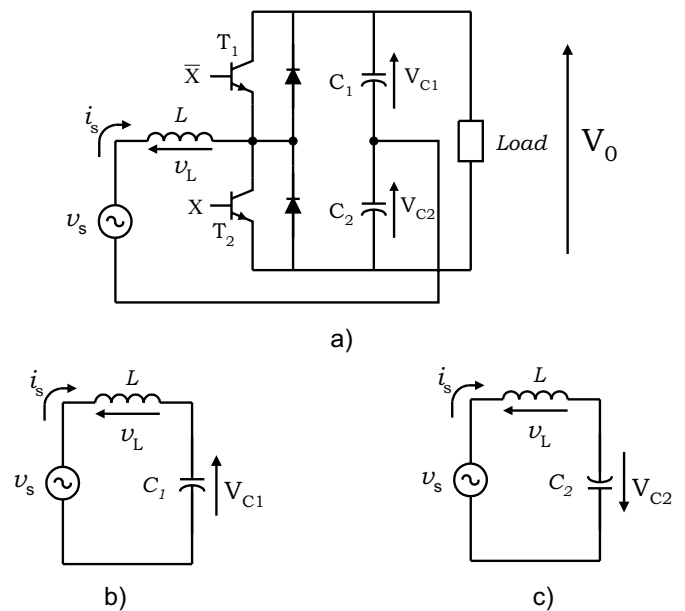 T1
X̅
C1
VC1
is
L
vL
Load
V0
vs
X
T2
C2
VC2
a)
is
L
vL
vs
C1
VC1
b)
is
L
vL
vs
C2
VC2
c)